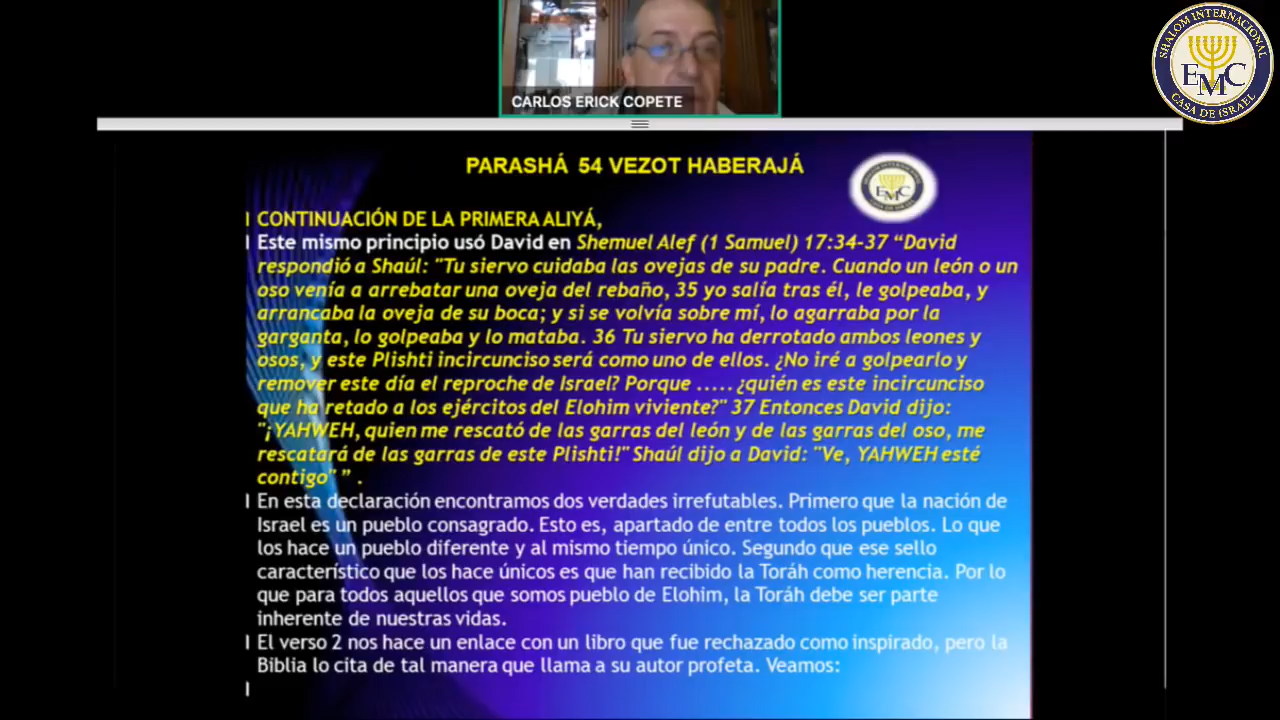 CARLOS ERICK COPETE
SHALOM INTERNACIONAL
EMC
CASA DE ISRAEL
PARASHÁ 54 VEZOT HABERAJÁ
EMC
CONTINUACIÓN DE LA PRIMERA ALIYÁ,
Este mismo principio usó David en Shemuel Alef (1 Samuel) 17:34-37 “David
respondió a Shaúl: "Tu siervo cuidaba las ovejas de su padre. Cuando un león o un
oso venía a arrebatar una oveja del rebaño, 35 yo salía tras él, le golpeaba, y
arrancaba la oveja de su boca; y si se volvía sobre mí, lo agarraba por la
garganta, lo golpeaba y lo mataba. 36 Tu siervo ha derrotado ambos leones y
osos, y este Plishti incircunciso será como uno de ellos. ¿No iré a golpearlo y
remover este día el reproche de Israel? Porque ..... ¿quién es este incircunciso
que ha retado a los ejércitos del Elohim viviente?" 37 Entonces David dijo:
"¡YAHWEH, quien me rescató de las garras del león y de las garras del oso, me
rescatará de las garras de este Plishti!" Shaúl dijo a David: "Ve, YAHWEH esté
contigo" ” .
En esta declaración encontramos dos verdades irrefutables. Primero que la nación de
Israel es un pueblo consagrado. Esto es, apartado de entre todos los pueblos. Lo que
los hace un pueblo diferente y al mismo tiempo único. Segundo que ese sello
característico que los hace únicos es que han recibido la Toráh como herencia. Por lo
que para todos aquellos que somos pueblo de Elohim, la Toráh debe ser parte
inherente de nuestras vidas.
El verso 2 nos hace un enlace con un libro que fue rechazado como inspirado, pero la
Biblia lo cita de tal manera que llama a su autor profeta. Veamos: